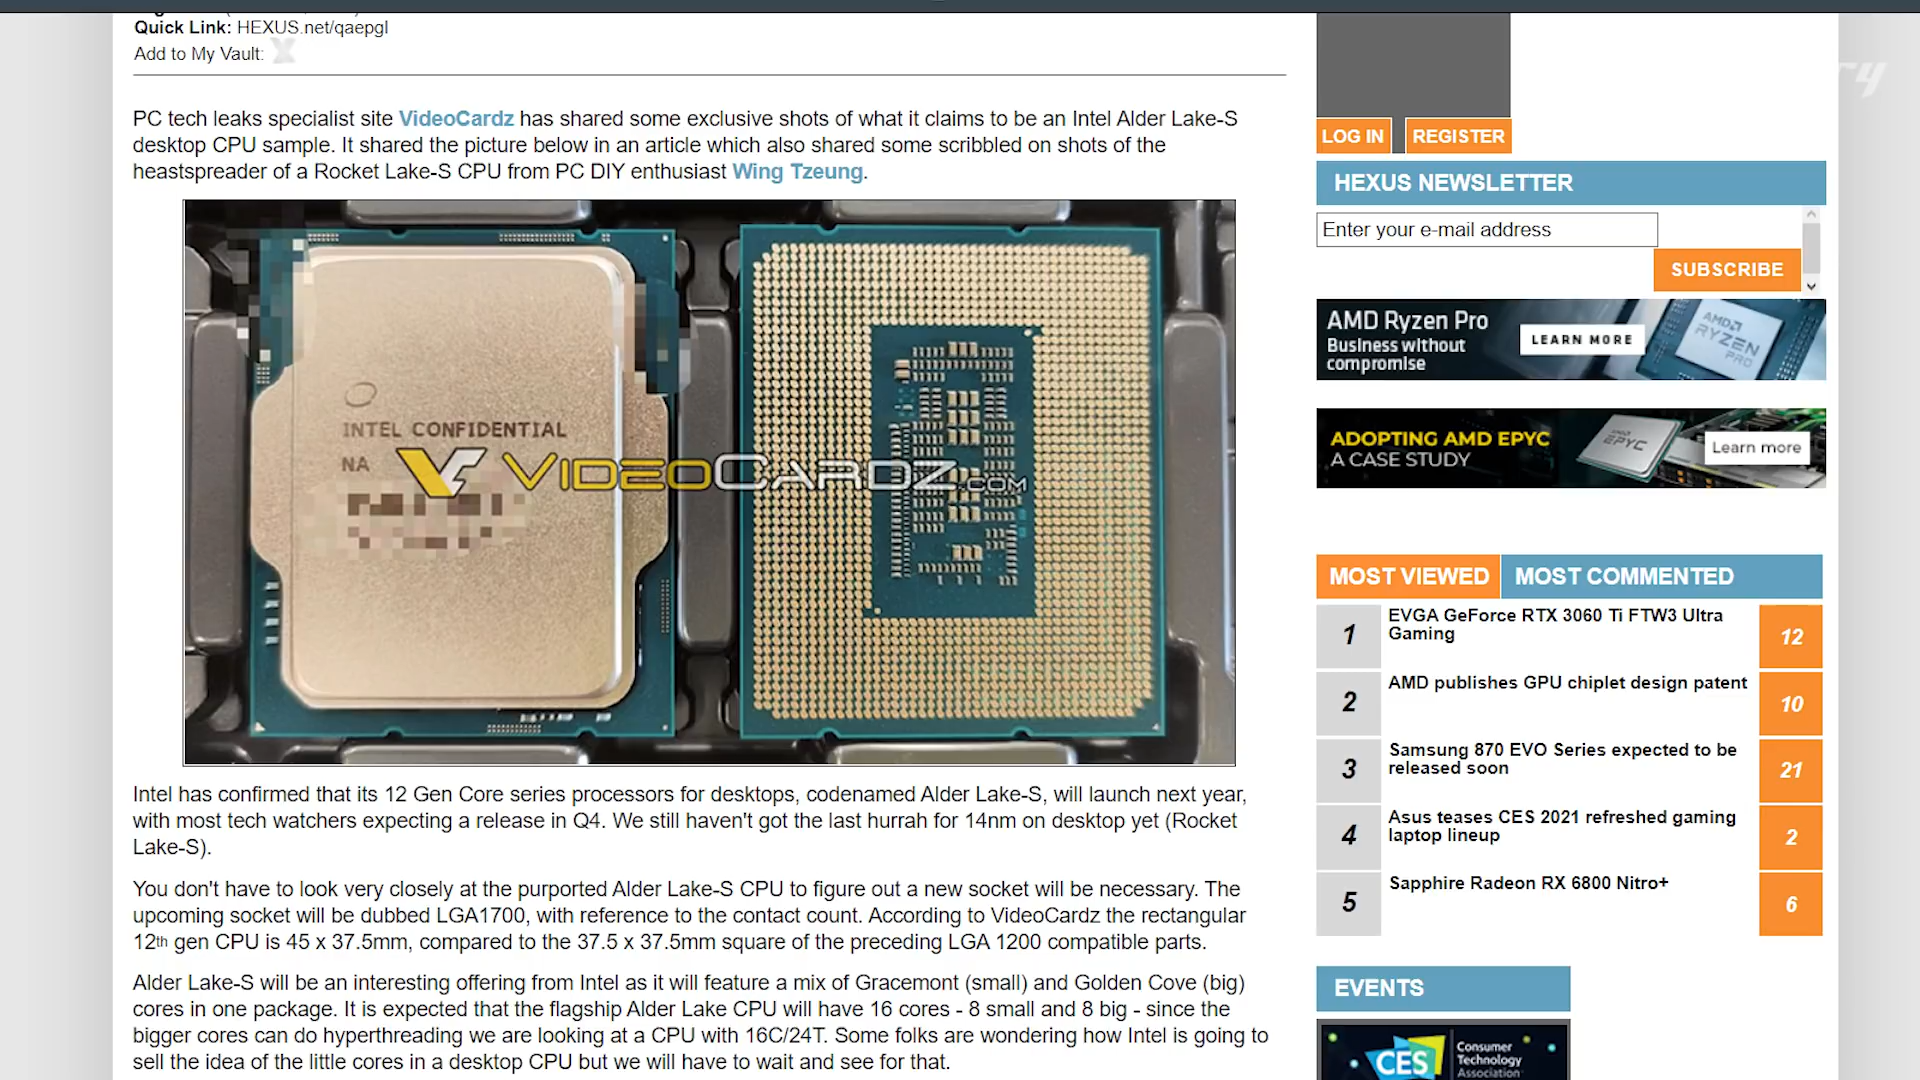 Quick Link: HEXUS.net/qaepgl
Add to My Vault: X
PC tech leaks specialist site VideoCardz has shared some exclusive shots of what it claims to be an Intel Alder Lake-S
desktop CPU sample. It shared the picture below in an article which also shared some scribbled on shots of the
heastspreader of a Rocket Lake-S CPU from PC DIY enthusiast Wing Tzeung.
INTEL CONFIDENTIAL
NA
VIDEOCARDZ.COM
Intel has confirmed that its 12 Gen Core series processors for desktops, codenamed Alder Lake-S, will launch next year,
with most tech watchers expecting a release in Q4. We still haven't got the last hurrah for 14nm on desktop yet (Rocket
Lake-S).
You don't have to look very closely at the purported Alder Lake-S CPU to figure out a new socket will be necessary. The
upcoming socket will be dubbed LGA1700, with reference to the contact count. According to VideoCardz the rectangular
12th gen CPU is 45 x 37.5mm, compared to the 37.5 x 37.5mm square of the preceding LGA 1200 compatible parts.
Alder Lake-S will be an interesting offering from Intel as it will feature a mix of Gracemont (small) and Golden Cove (big)
cores in one package. It is expected that the flagship Alder Lake CPU will have 16 cores - 8 small and 8 big - since the
bigger cores can do hyperthreading we are looking at a CPU with 16C/24T. Some folks are wondering how Intel is going to
sell the idea of the little cores in a desktop CPU but we will have to wait and see for that.
LOG IN REGISTER
HEXUS NEWSLETTER
Enter your e-mail address
SUBSCRIBE
AMD Ryzen Pro
Business without
compromise
LEARN MORE
AMD
RYZEN
PRO
ADOPTING AMD EPYC
A CASE STUDY
AMD
EPYC
Learn more
MOST VIEWED MOST COMMENTED
1 EVGA GeForce RTX 3060 Ti FTW3 Ultra
Gaming 12
2 AMD publishes GPU chiplet design patent 10
3 Samsung 870 EVO Series expected to be
released soon 21
4 Asus teases CES 2021 refreshed gaming
laptop lineup 2
5 Sapphire Radeon RX 6800 Nitro+ 6
EVENTS
CES
Consumer
Technology
Association